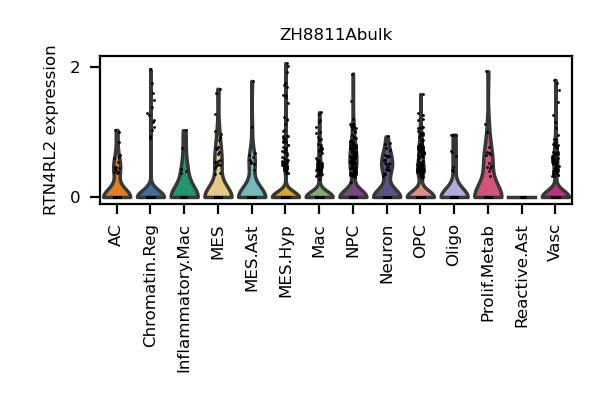 ZH8811Abulk
RTN4RL2 expression
2
0
AC
Chromatin.Reg
Inflammatory.Mac
MES
MES.Ast
MES.Hyp
Mac
NPC
Neuron
OPC
Oligo
Prolif.Metab
Reactive.Ast
Vasc